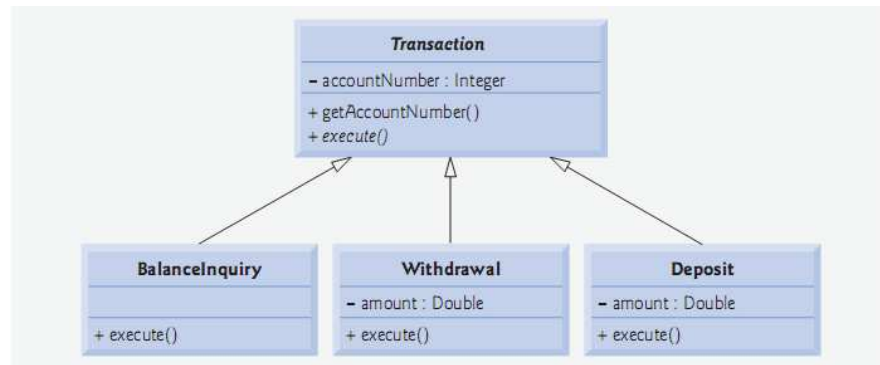 Transaction
– accountNumber : Integer
+ getAccountNumber()
+ execute()
BalanceInquiry
+ execute()
Withdrawal
– amount : Double
+ execute()
Deposit
– amount : Double
+ execute()